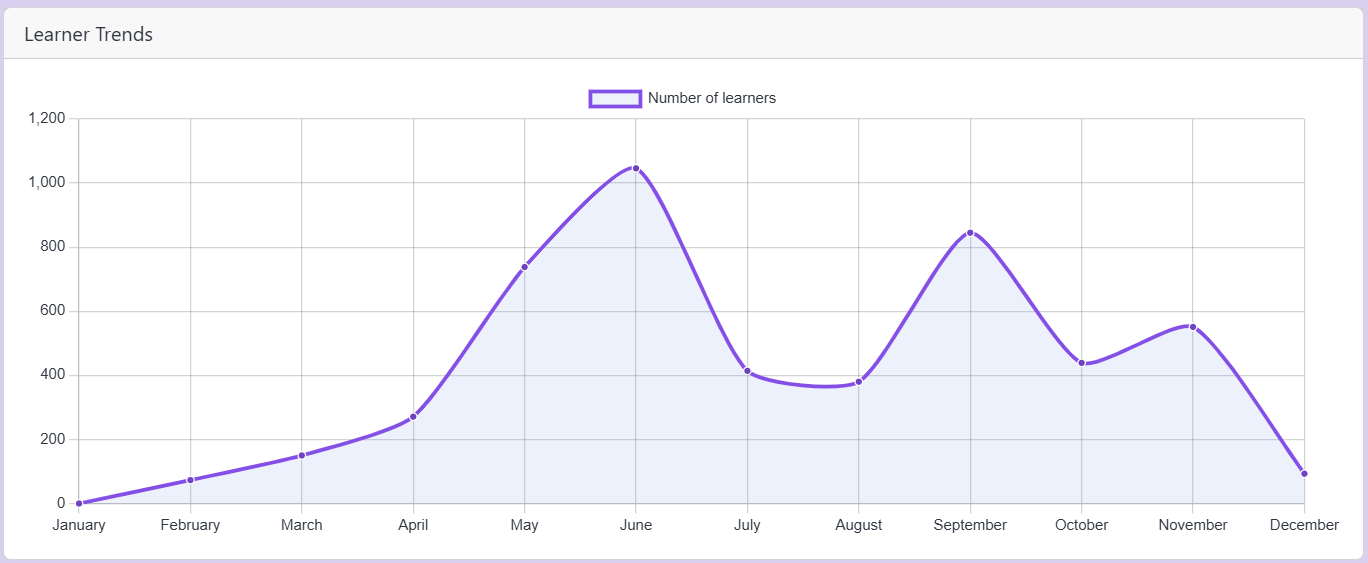 Learner Trends
Number of learners
1,200
1,000
800
600
400
200
0
January February March April May June July August September October November December